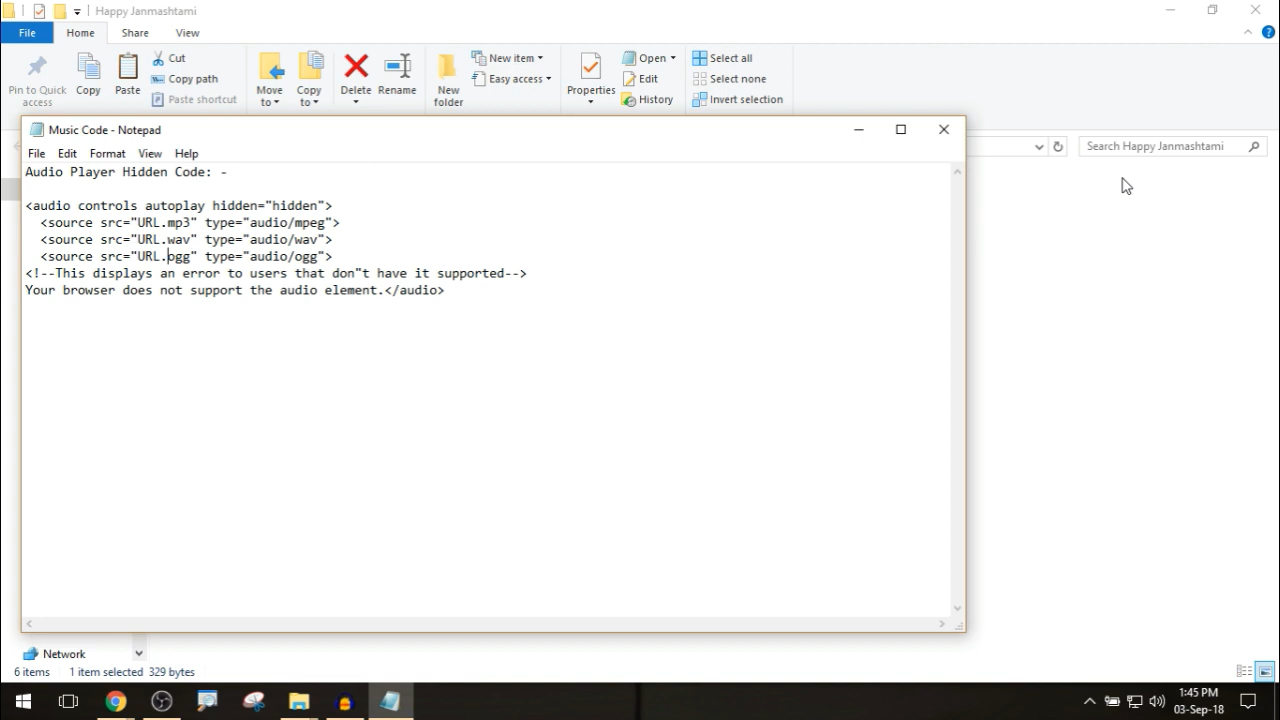 Happy Janmashtami
File
Home
Share
View
Pin to Quick access
Copy
Paste
Cut
Copy path
Paste shortcut
Move to
Copy to
Delete
Rename
New folder
New item
Easy access
Properties
Open
Edit
History
Select all
Select none
Invert selection
Search Happy Janmashtami
Music Code - Notepad
File Edit Format View Help
Audio Player Hidden Code: -
<audio controls autoplay hidden="hidden">
<source src="URL.mp3" type="audio/mpeg">
<source src="URL.wav" type="audio/wav">
<source src="URL.ogg" type="audio/ogg">
<!--This displays an error to users that don"t have it supported-->
Your browser does not support the audio element.</audio>
Network
6 items 1 item selected 329 bytes
1:45 PM
03-Sep-18